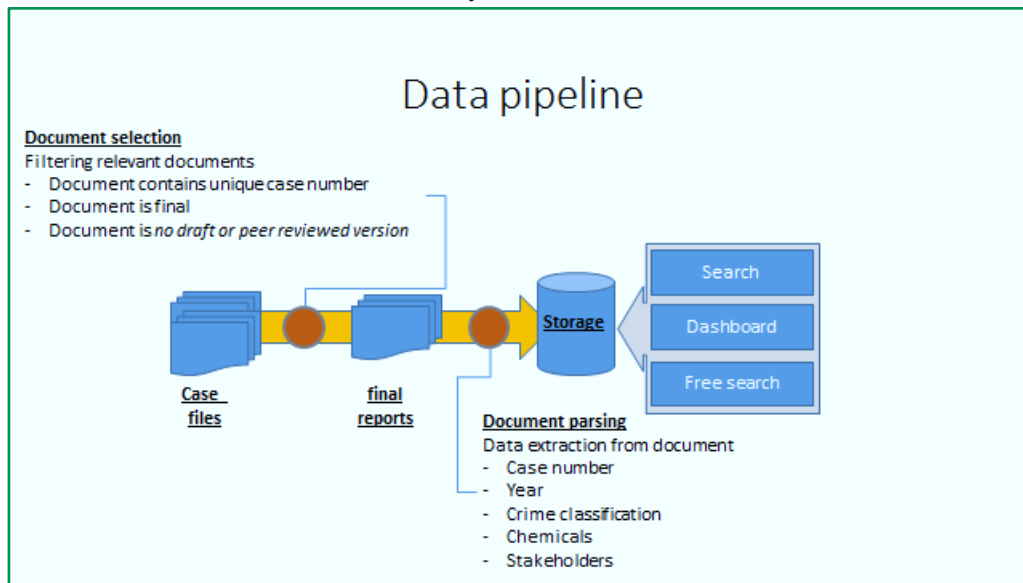 Data pipeline
Document selection
Filtering relevant documents
- Document contains unique case number
- Document is final
- Document is no draft or peer reviewed version
Case
files
final
reports
Storage
Search
Dashboard
Free search
Document parsing
Data extraction from document
- Case number
- Year
- Crime classification
- Chemicals
- Stakeholders